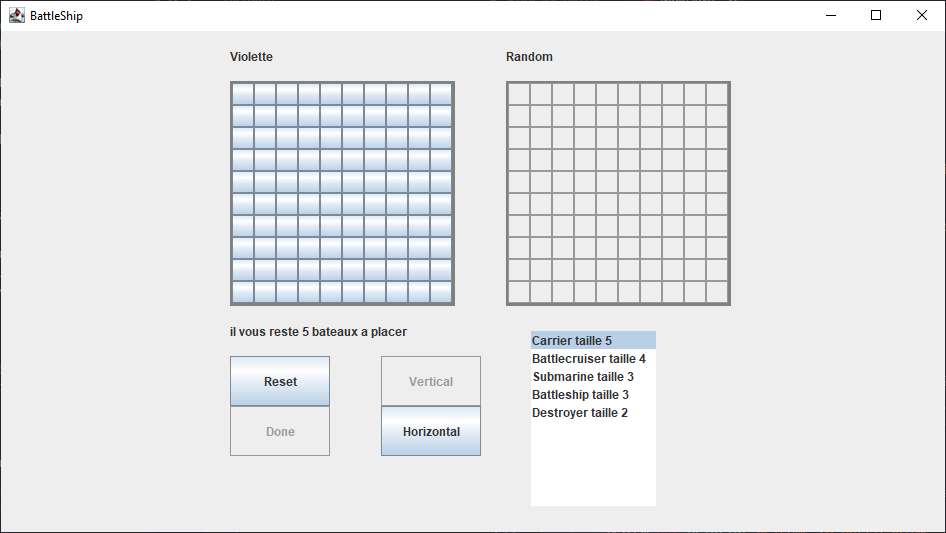 BattleShip
Violette
Random
il vous reste 5 bateaux a placer
Reset
Vertical
Done
Horizontal
Carrier taille 5
Battlecruiser taille 4
Submarine taille 3
Battleship taille 3
Destroyer taille 2